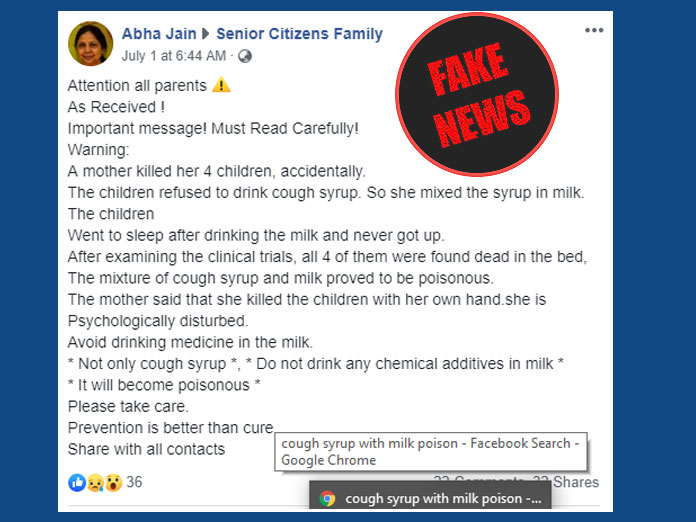 Abha Jain ▶ Senior Citizens Family
July 1 at 6:44 AM ·
FAKE
NEWS
Attention all parents ⚠️
As Received !
Important message! Must Read Carefully!
Warning:
A mother killed her 4 children, accidentally.
The children refused to drink cough syrup. So she mixed the syrup in milk.
The children
Went to sleep after drinking the milk and never got up.
After examining the clinical trials, all 4 of them were found dead in the bed,
The mixture of cough syrup and milk proved to be poisonous.
The mother said that she killed the children with her own hand.she is
Psychologically disturbed.
Avoid drinking medicine in the milk.
* Not only cough syrup *, * Do not drink any chemical additives in milk *
* It will become poisonous *
Please take care.
Prevention is better than cure
Share with all contacts
cough syrup with milk poison - Facebook Search -
Google Chrome
36
Shares
cough syrup with milk poison -...